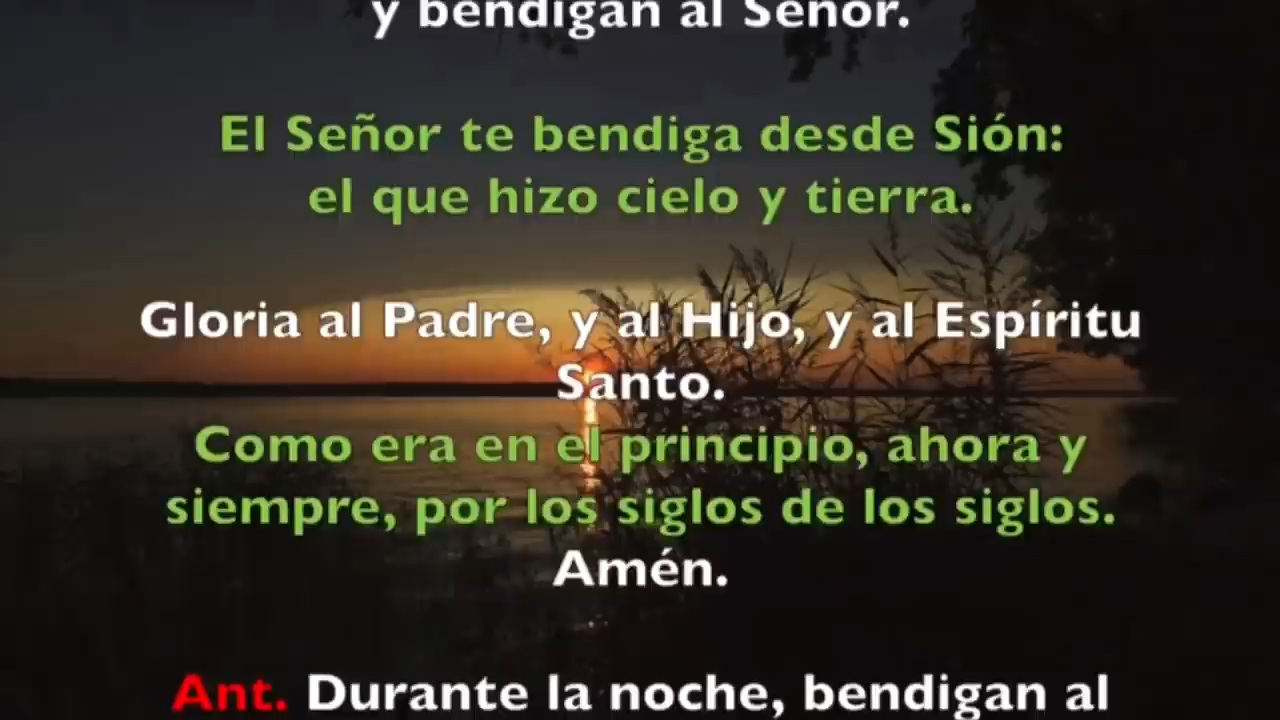 y bendigan al Señor.
El Señor te bendiga desde Sión:
el que hizo cielo y tierra.
Gloria al Padre, y al Hijo, y al Espíritu
Santo.
Como era en el principio, ahora y
siempre, por los siglos de los siglos.
Amén.
Ant. Durante la noche, bendigan al